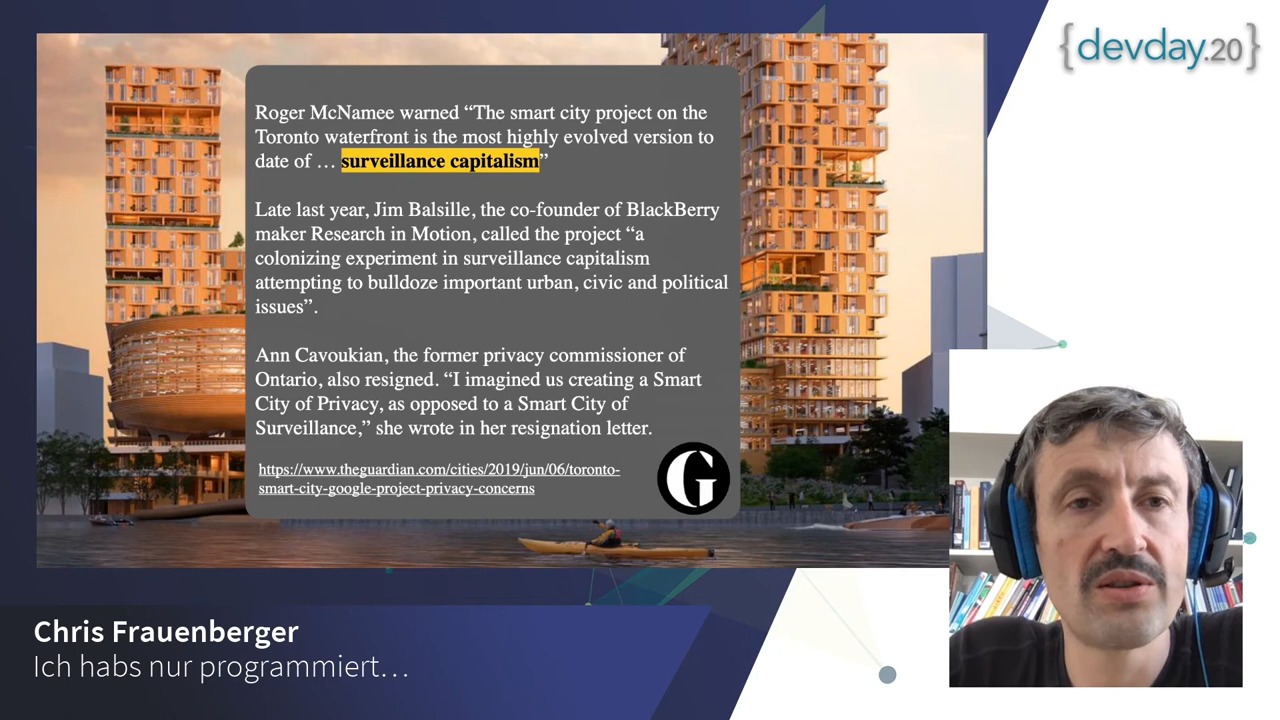 {devday.20}
Roger McNamee warned “The smart city project on the
Toronto waterfront is the most highly evolved version to
date of … surveillance capitalism”
Late last year, Jim Balsille, the co-founder of BlackBerry
maker Research in Motion, called the project “a
colonizing experiment in surveillance capitalism
attempting to bulldoze important urban, civic and political
issues”.
Ann Cavoukian, the former privacy commissioner of
Ontario, also resigned. “I imagined us creating a Smart
City of Privacy, as opposed to a Smart City of
Surveillance,” she wrote in her resignation letter.
https://www.theguardian.com/cities/2019/jun/06/toronto-
smart-city-google-project-privacy-concerns
G
Chris Frauenberger
Ich habs nur programmiert…